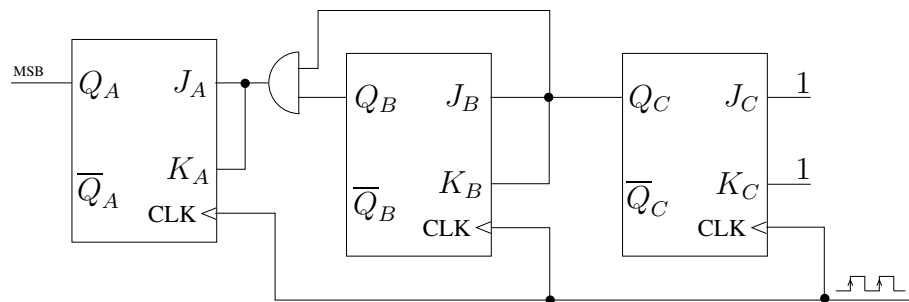 MSB
Q_A J_A
K_A
\overline{Q}_A
CLK
Q_B J_B
K_B
\overline{Q}_B
CLK
Q_C J_C 1
K_C 1
\overline{Q}_C
CLK